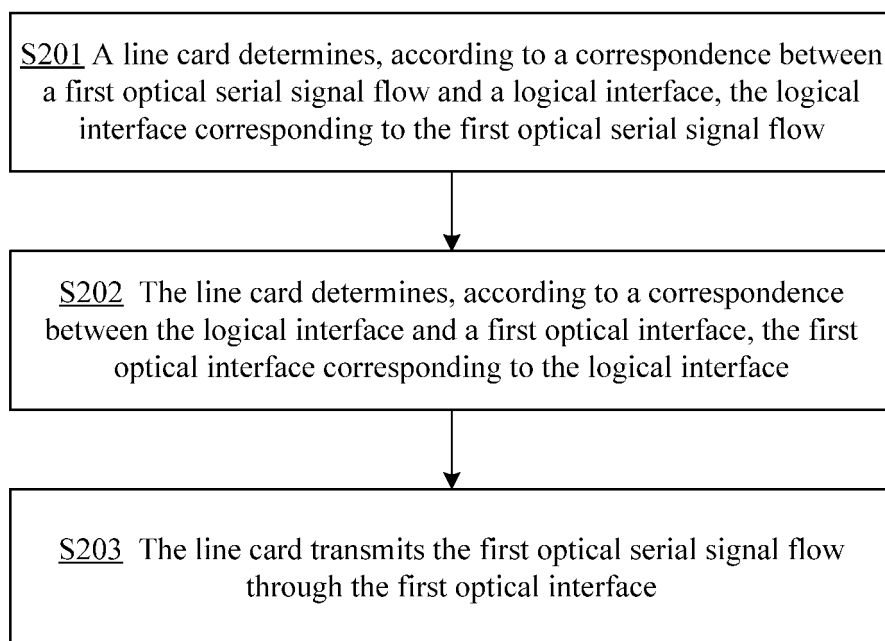 S201 A line card determines, according to a correspondence between
a first optical serial signal flow and a logical interface, the logical
interface corresponding to the first optical serial signal flow
S202 The line card determines, according to a correspondence
between the logical interface and a first optical interface, the first
optical interface corresponding to the logical interface
S203 The line card transmits the first optical serial signal flow
through the first optical interface